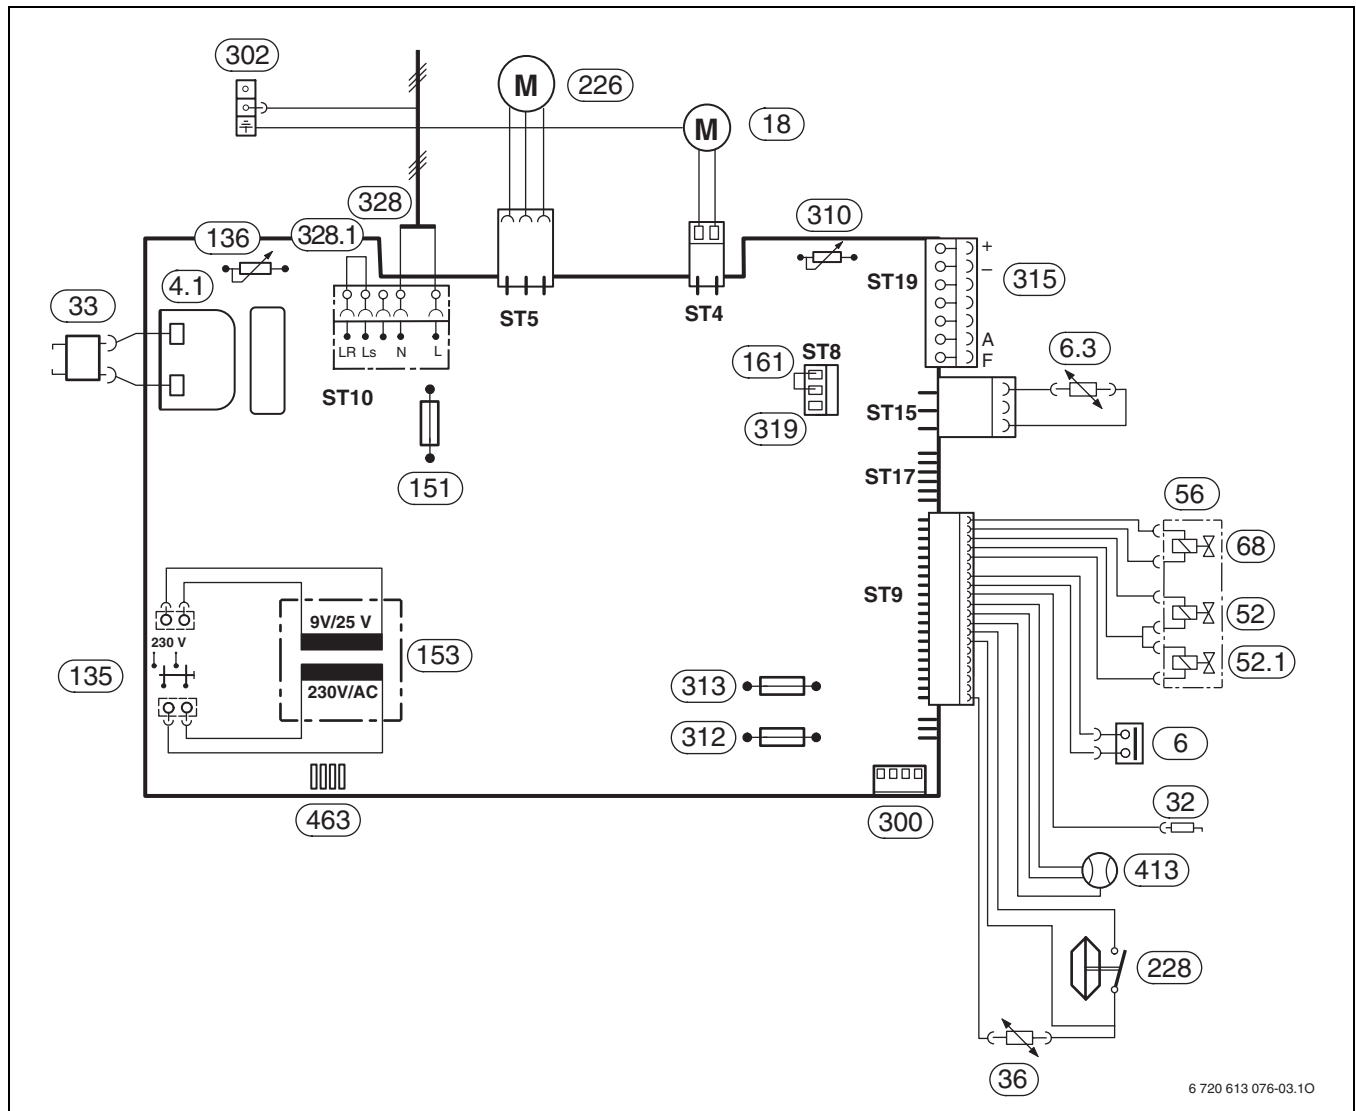 302
M
226
M
18
328
136
328.1
310
4.1
33
ST5
ST4
ST19
+
–
315
A
F
LR Ls N L
ST10
161
ST8
319
6.3
ST15
151
ST17
56
68
ST9
52
52.1
9V/25 V
230 V
135
230V/AC
153
313
312
6
463
300
32
413
228
36
6 720 613 076-03.1O